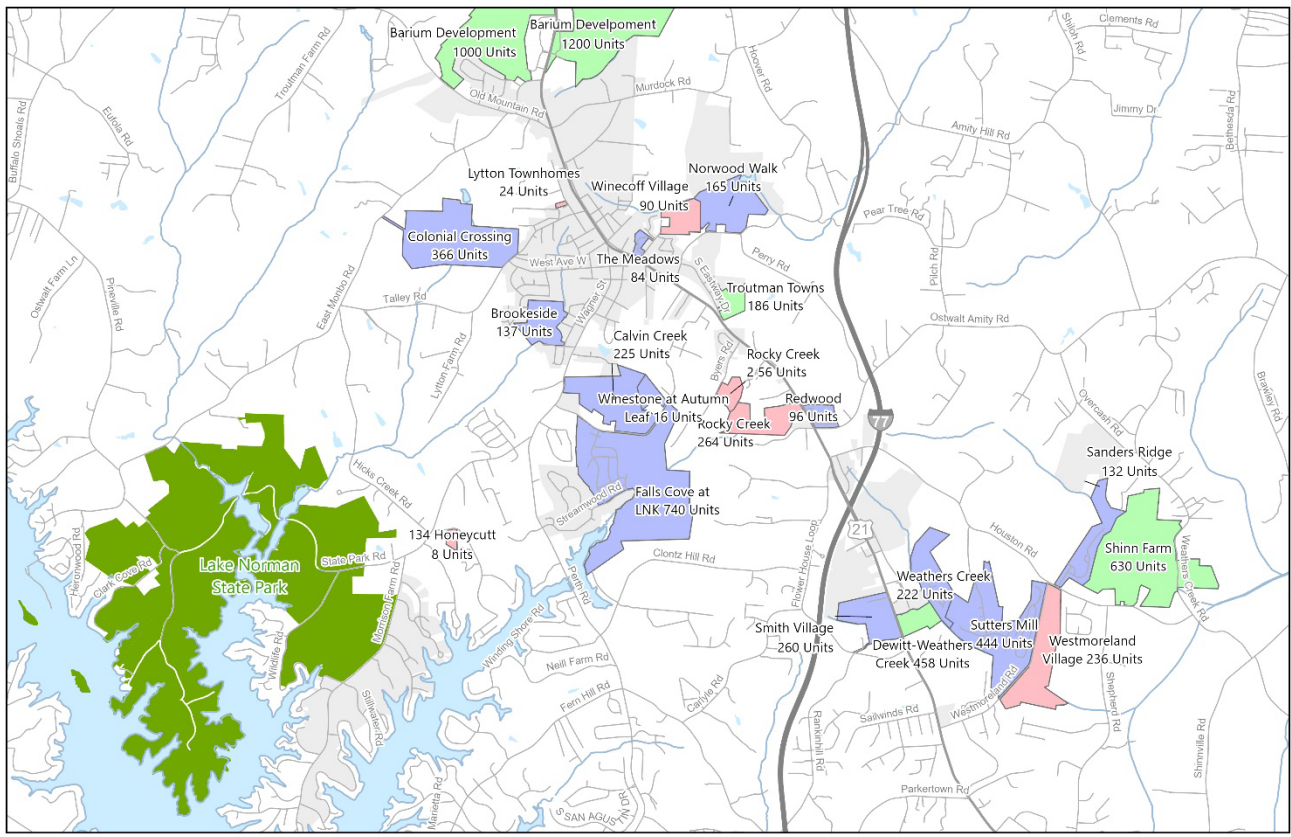 Barium Development
1000 Units
Barium Develpoment
1200 Units
Clements Rd
Shiloh Rd
Troutman Farm Rd
Hoover Rd
Murdock Rd
Old Mountain Rd
Buffalo Shoals Rd
Eufola Rd
Jimmy Dr
Bethesda Rd
Amity Hill Rd
Lytton Townhomes
24 Units
Winecoff Village
90 Units
Norwood Walk
165 Units
Pear Tree Rd
Colonial Crossing
366 Units
West Ave W
The Meadows
84 Units
Perry Rd
S Eastway Dr
Pilch Rd
Ostwalt Farm Ln
Pineville Rd
East Monbo Rd
Talley Rd
Wagner St
Troutman Towns
186 Units
Brookeside
137 Units
Ostwalt Amity Rd
Calvin Creek
225 Units
Lytton Farm Rd
Byers Rd
Rocky Creek
2 56 Units
Brawley Rd
Winestone at Autumn
Leaf 16 Units
Redwood
96 Units
Rocky Creek
264 Units
77
Overcash Rd
Sanders Ridge
132 Units
Hicks Creek Rd
Falls Cove at
LNK 740 Units
Streamwood Rd
21
134 Honeycutt
8 Units
Houston Rd
Shinn Farm
630 Units
Weathers Creek Rd
Heronwood Rd
Clark Cove Rd
Lake Norman
State Park
State Park Rd
Clontz Hill Rd
Flower House Loop
Perth Rd
Weathers Creek
222 Units
Morrison Farm Rd
Winding Shore Rd
Smith Village
260 Units
Dewitt-Weathers
Creek 458 Units
Sutters Mill
444 Units
Westmoreland
Village 236 Units
Wildlife Rd
Neill Farm Rd
Fern Hill Rd
Carlyle Rd
Westmoreland Rd
Shepherd Rd
Stillwater Rd
Sailwinds Rd
Rankinhill Rd
Shinnville Rd
Parkertown Rd
Marietta Rd
S SAN AGUSTIN DR